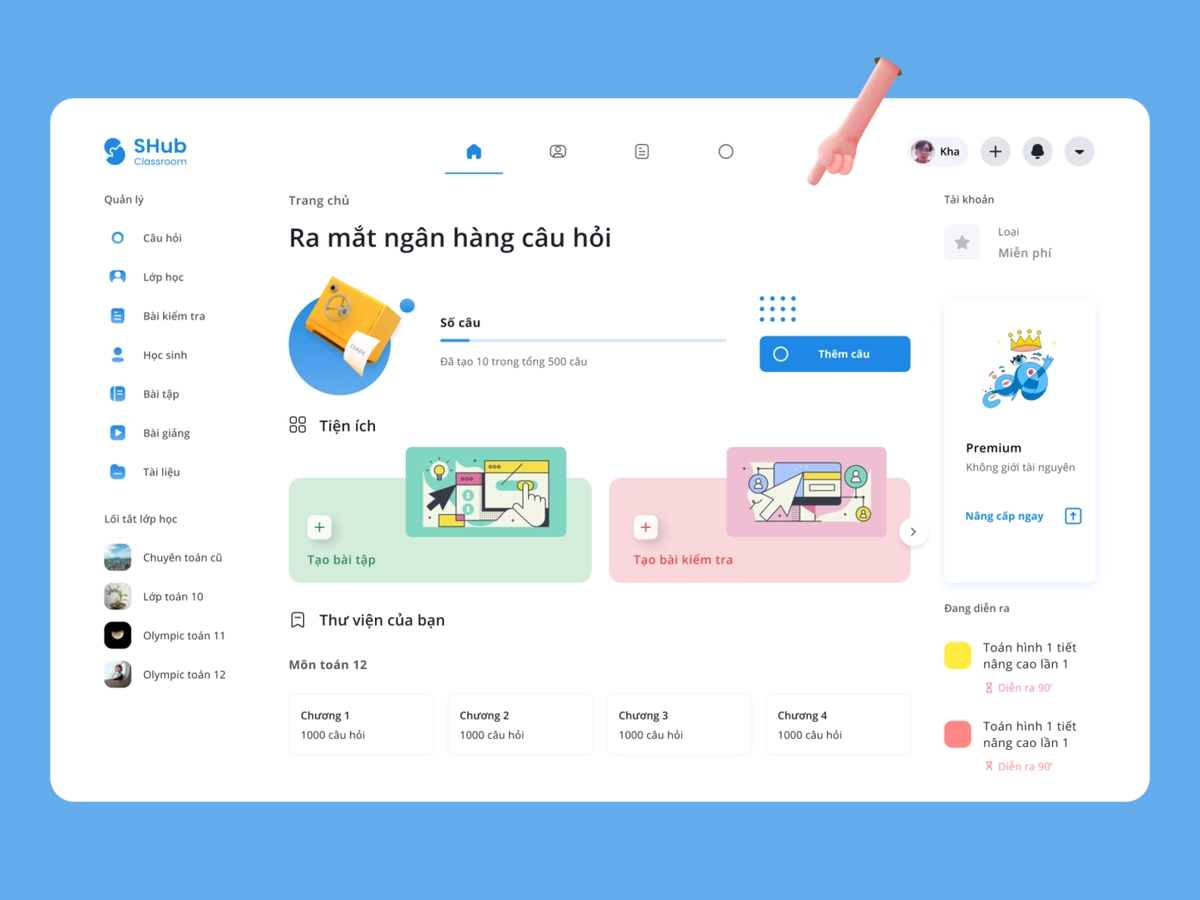 SHub
Classroom
Kha
Quản lý
Câu hỏi
Lớp học
Bài kiểm tra
Học sinh
Bài tập
Bài giảng
Tài liệu
Lối tắt lớp học
Chuyên toán cũ
Lớp toán 10
Olympic toán 11
Olympic toán 12
Trang chủ
Ra mắt ngân hàng câu hỏi
Số câu
Đã tạo 10 trong tổng 500 câu
Thêm câu
Tiện ích
Tạo bài tập
Tạo bài kiểm tra
Thư viện của bạn
Môn toán 12
Chương 1
1000 câu hỏi
Chương 2
1000 câu hỏi
Chương 3
1000 câu hỏi
Chương 4
1000 câu hỏi
Tài khoản
Loại
Miễn phí
Premium
Không giới tài nguyên
Nâng cấp ngay
Đang diễn ra
Toán hình 1 tiết
nâng cao lần 1
Diễn ra 90'
Toán hình 1 tiết
nâng cao lần 1
Diễn ra 90'